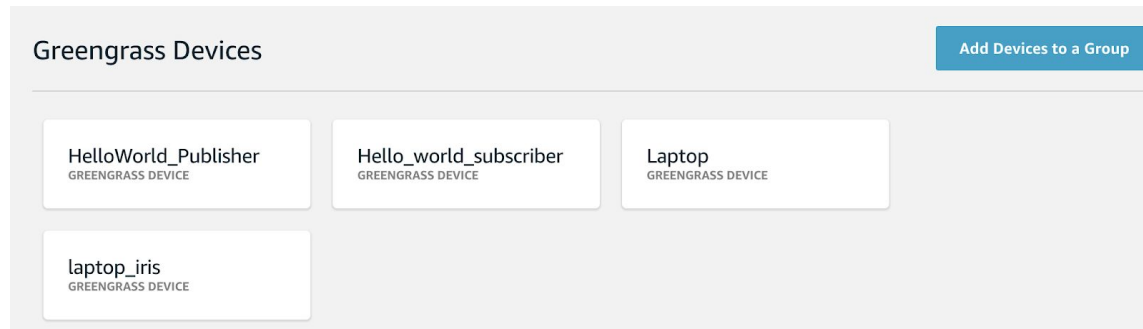 Greengrass Devices
Add Devices to a Group
HelloWorld_Publisher
GREENGRASS DEVICE
Hello_world_subscriber
GREENGRASS DEVICE
Laptop
GREENGRASS DEVICE
laptop_iris
GREENGRASS DEVICE